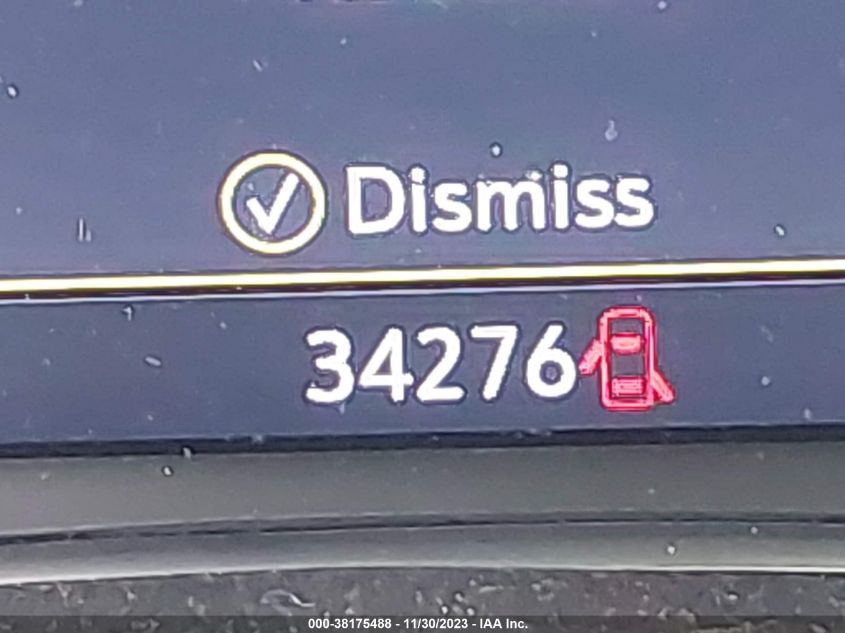 Dismiss
34276
000-38175488 - 11/30/2023 - IAA Inc.